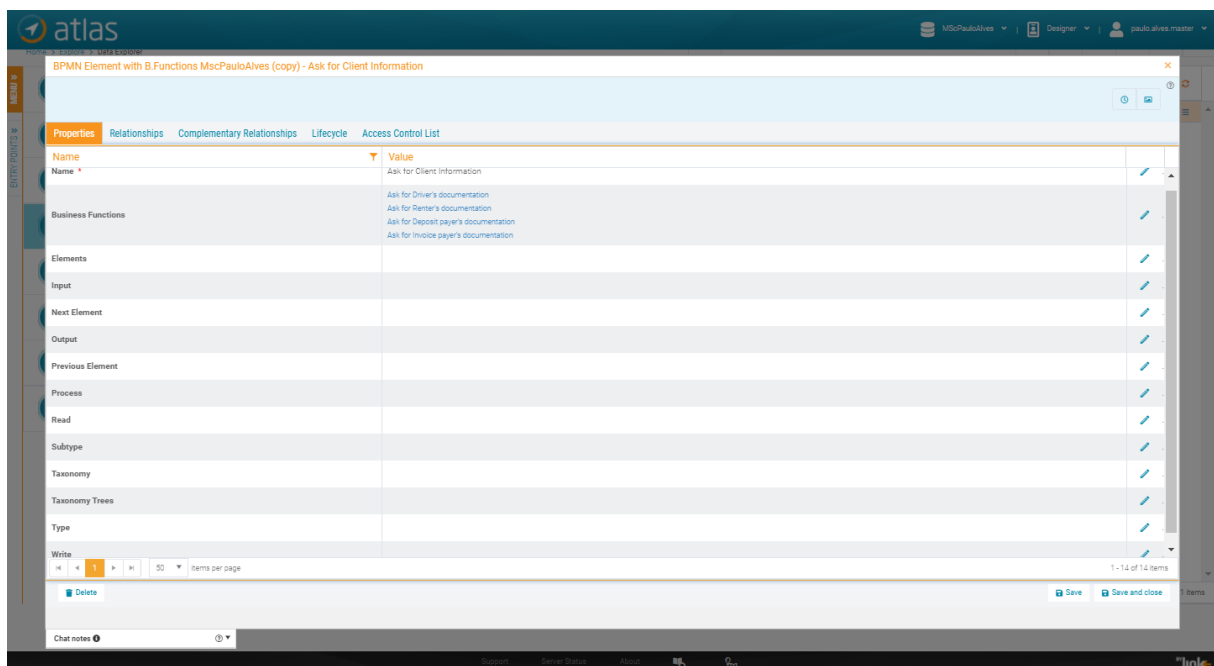 atlas
MScPauloAlves
Designer
paulo.alves.master
Home > Explore > Data Explorer
BPMN Element with B.Functions MscPauloAlves (copy) - Ask for Client Information
MENU
ENTRY POINTS
Properties Relationships Complementary Relationships Lifecycle Access Control List
Name Value
Name * Ask for Client Information
Business Functions
Ask for Driver's documentation
Ask for Renter's documentation
Ask for Deposit payer's documentation
Ask for Invoice payer's documentation
Elements
Input
Next Element
Output
Previous Element
Process
Read
Subtype
Taxonomy
Taxonomy Trees
Type
Write
1 50 items per page 1 - 14 of 14 items
Delete Save Save and close 1 items
Chat notes
Support Server Status About